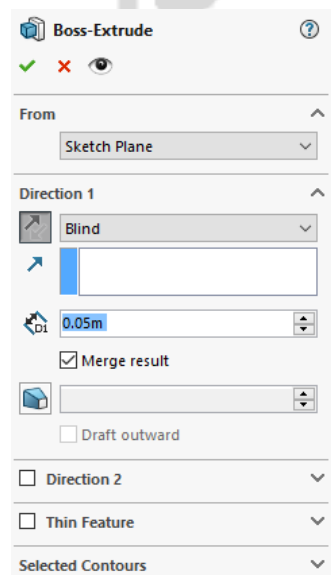 Boss-Extrude
?
From
Sketch Plane
Direction 1
Blind
D1
0.05m
Merge result
Draft outward
Direction 2
Thin Feature
Selected Contours